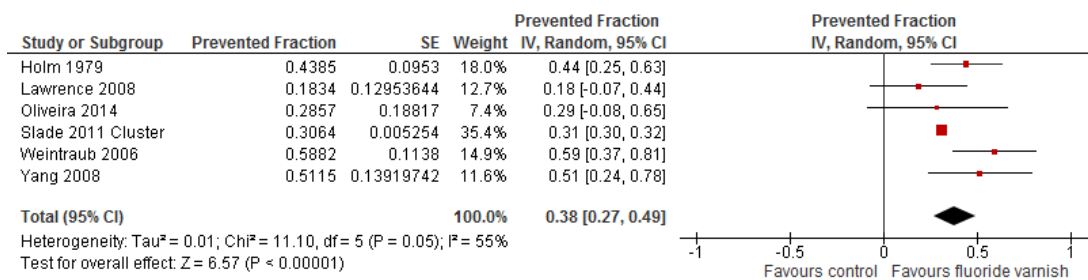 Prevented Fraction Prevented Fraction
Study or Subgroup Prevented Fraction SE Weight IV, Random, 95% CI IV, Random, 95% CI
Holm 1979 0.4385 0.0953 18.0% 0.44 [0.25, 0.63]
Lawrence 2008 0.1834 0.12953644 12.7% 0.18 [-0.07, 0.44]
Oliveira 2014 0.2857 0.18817 7.4% 0.29 [-0.08, 0.65]
Slade 2011 Cluster 0.3064 0.005254 35.4% 0.31 [0.30, 0.32]
Weintraub 2006 0.5882 0.1138 14.9% 0.59 [0.37, 0.81]
Yang 2008 0.5115 0.13919742 11.6% 0.51 [0.24, 0.78]
Total (95% CI) 100.0% 0.38 [0.27, 0.49]
Heterogeneity: Tau² = 0.01; Chi² = 11.10, df = 5 (P = 0.05); I² = 55%
Test for overall effect: Z = 6.57 (P < 0.00001)
-1 -0.5 0 0.5 1
Favours control Favours fluoride varnish